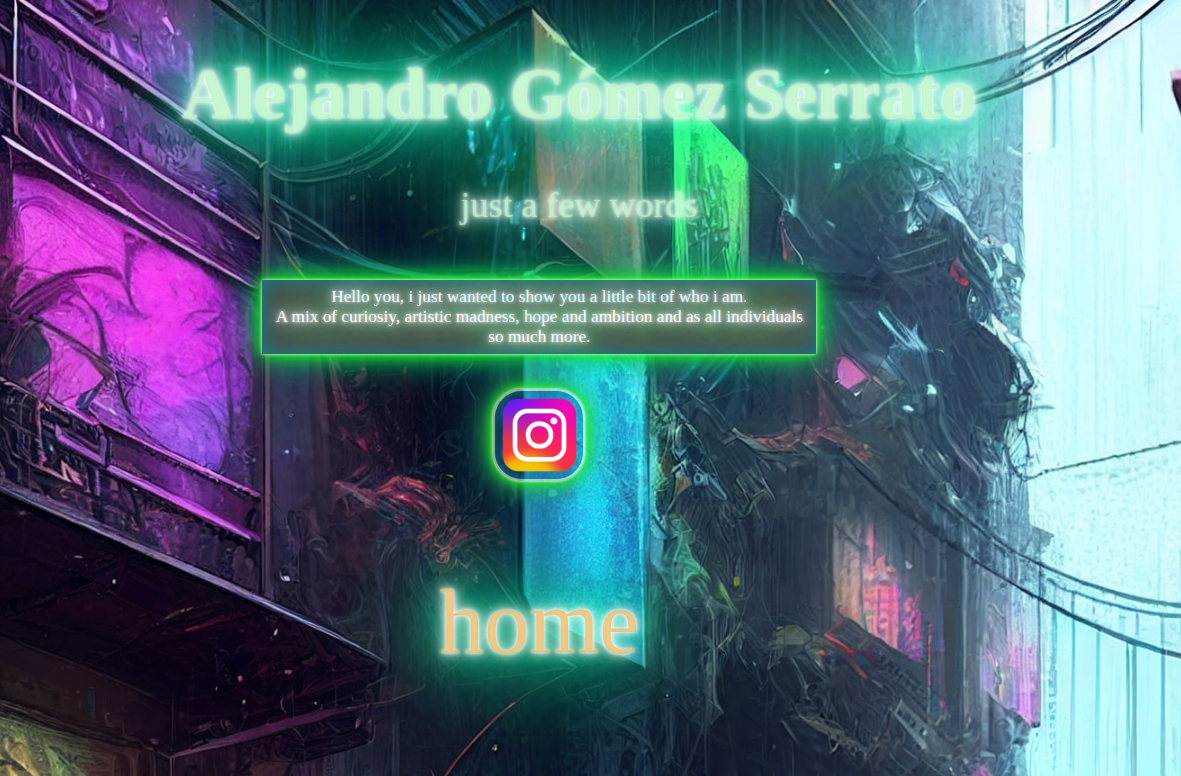 Alejandro Gómez Serrato
just a few words
Hello you, i just wanted to show you a little bit of who i am.
A mix of curiosiy, artistic madness, hope and ambition and as all individuals
so much more.
home